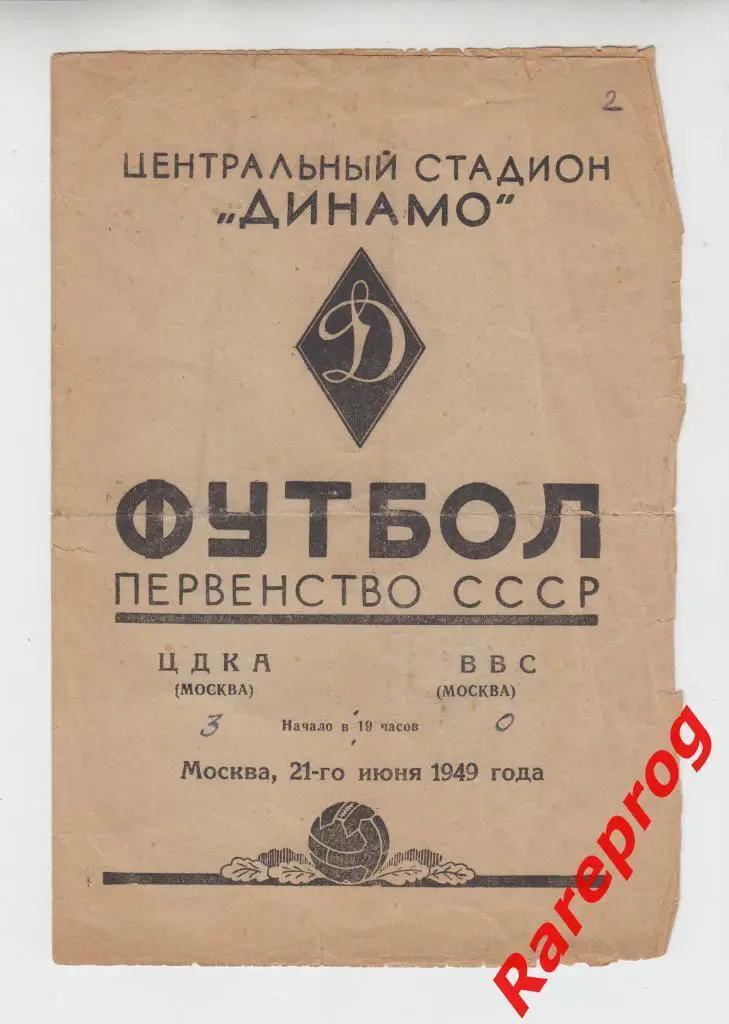 2
ЦЕНТРАЛЬНЫЙ СТАДИОН
„ДИНАМО“
Д
ФУТБОЛ
ПЕРВЕНСТВО СССР
ЦДКА ВВС
(МОСКВА) (МОСКВА)
3 Начало в 19 часов 0
Москва, 21-го июня 1949 года
Rareprog